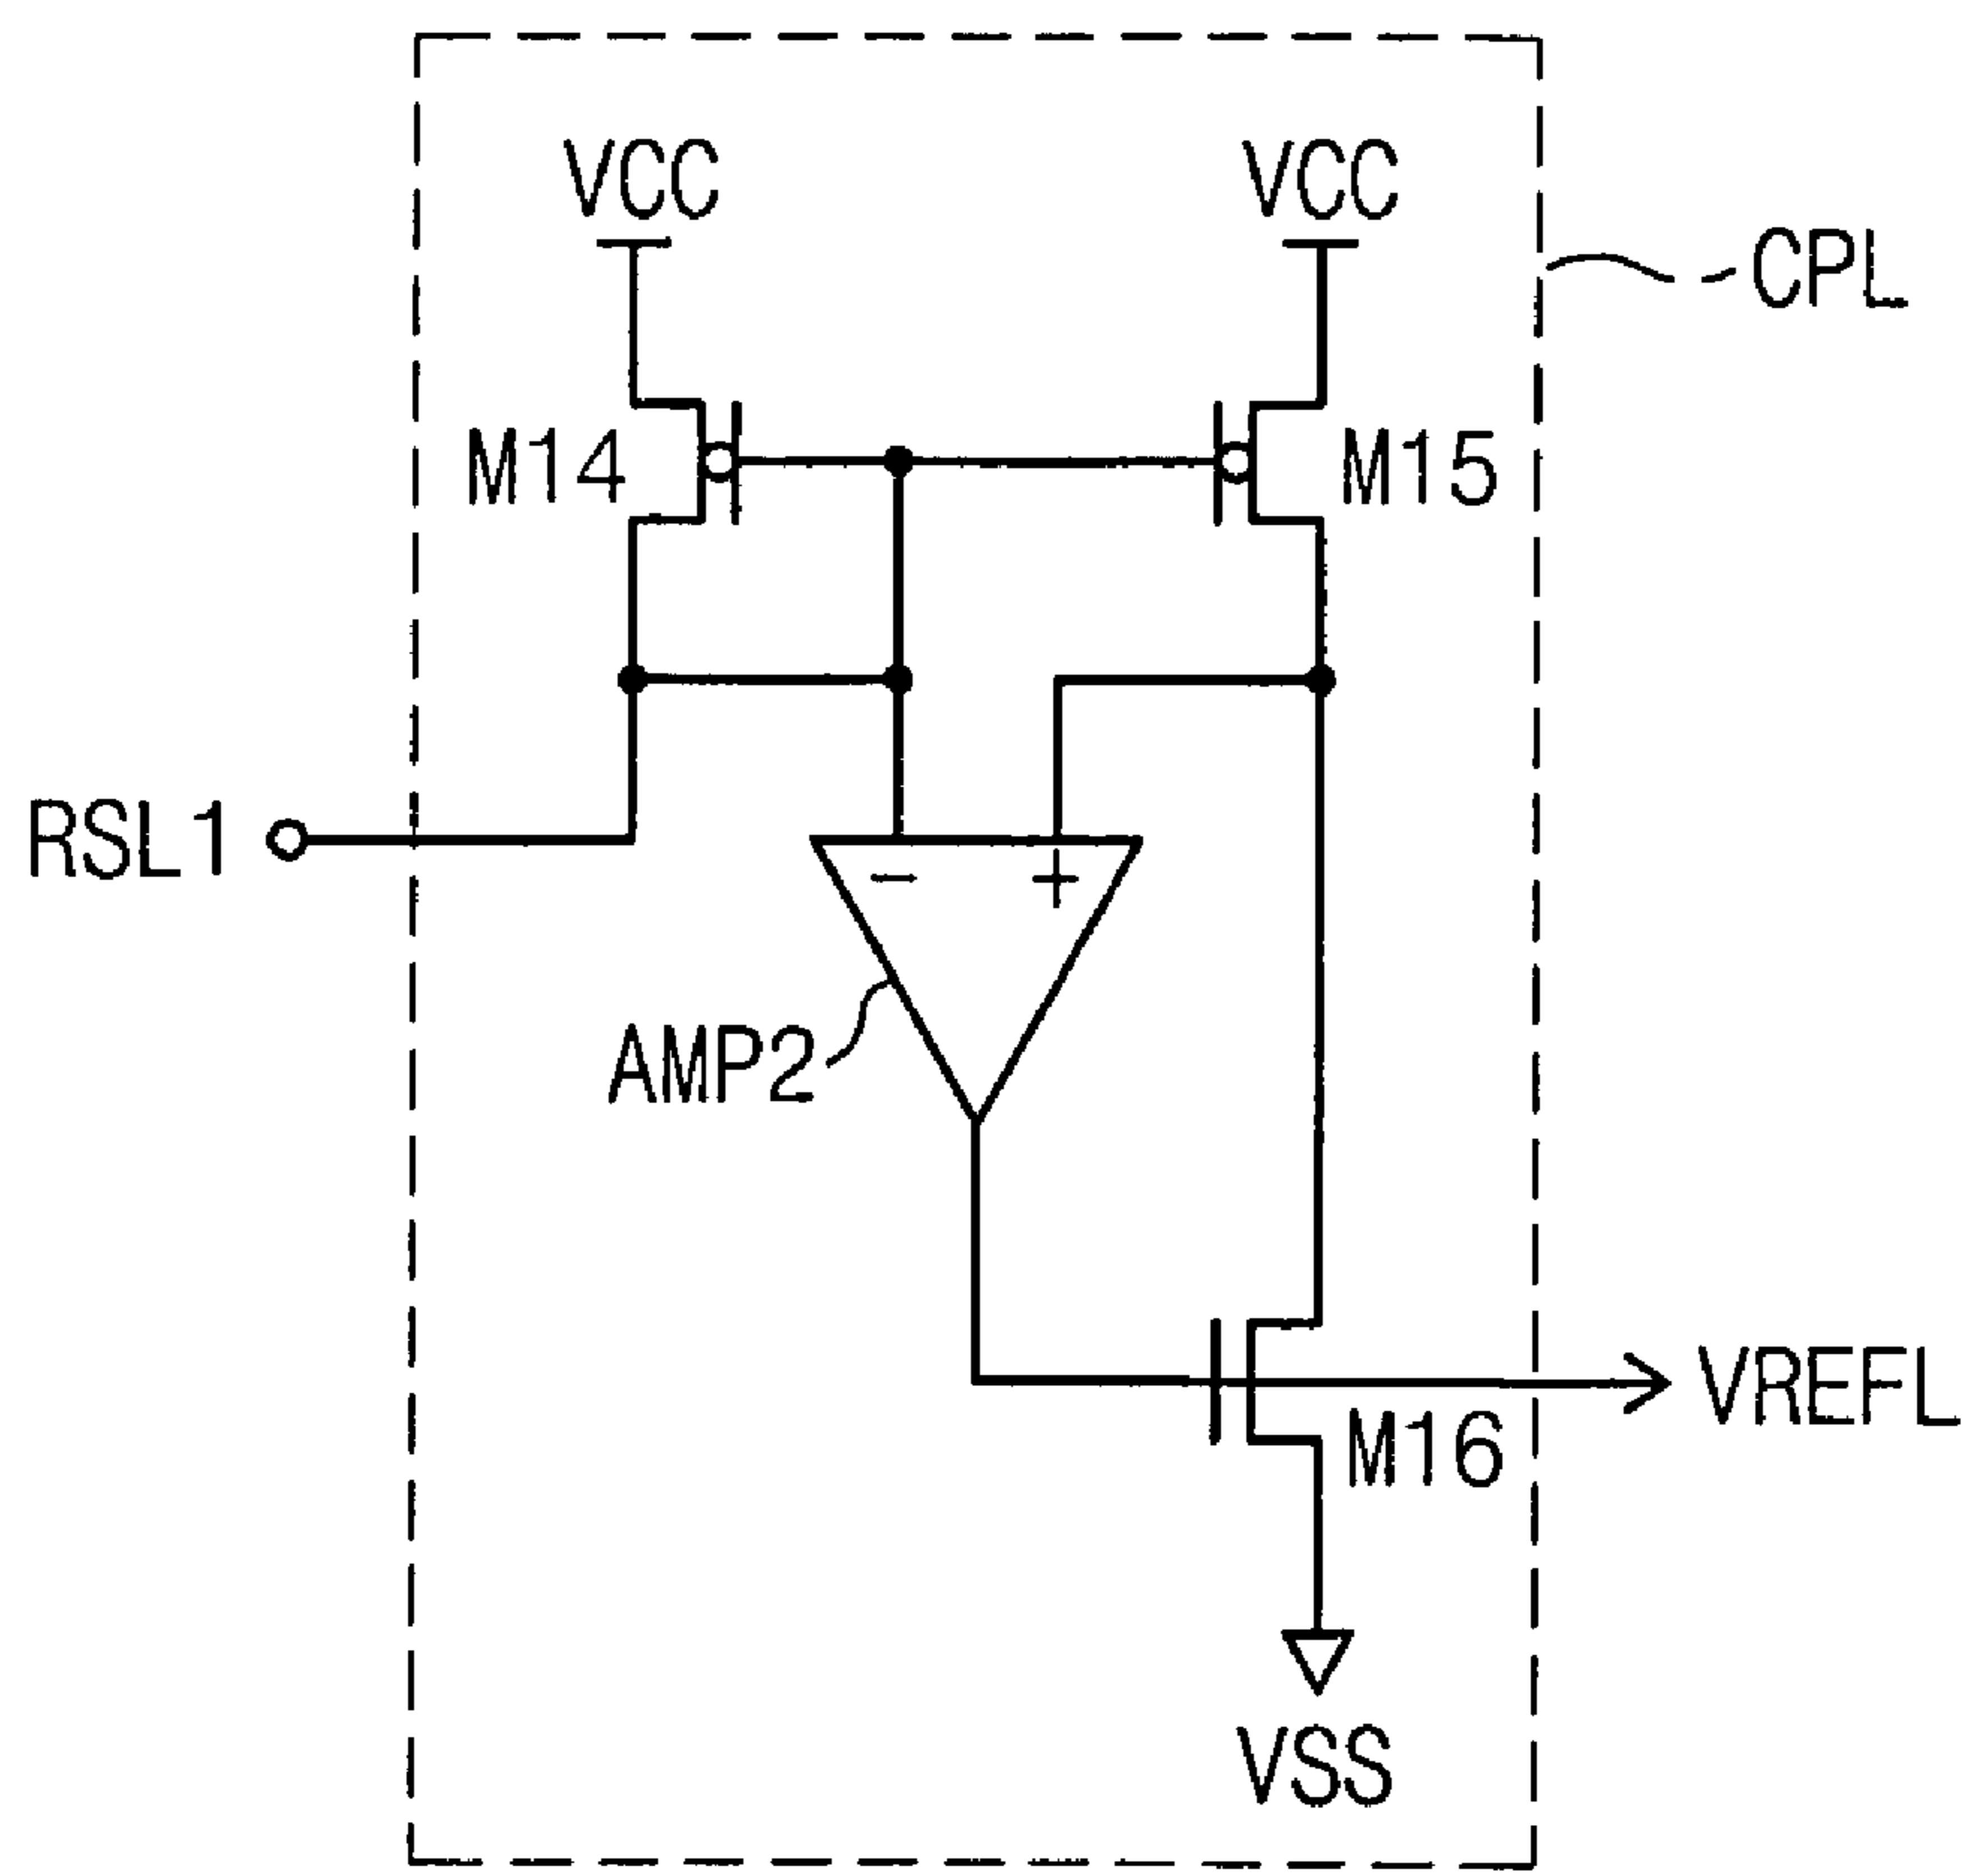 VCC
VCC
CPL
M14
M15
RSL1
-
+
AMP2
VREFL
M16
VSS